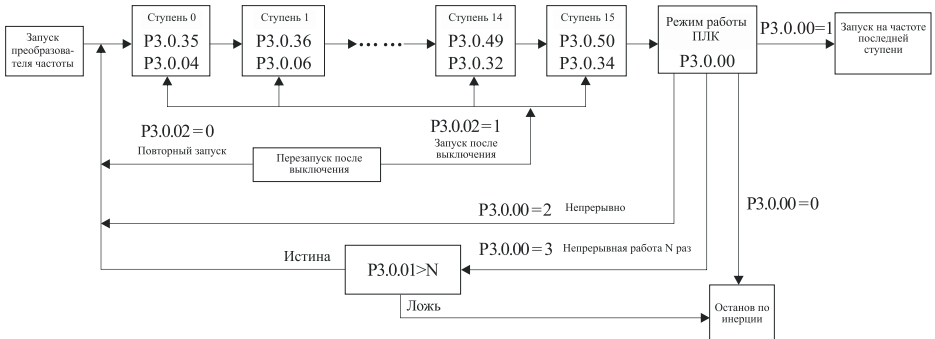 Запуск
преобразова-
теля частоты
Ступень 0
P3.0.35
P3.0.04
Ступень 1
P3.0.36
P3.0.06
Ступень 14
P3.0.49
P3.0.32
Ступень 15
P3.0.50
P3.0.34
Режим работы
ПЛК
P3.0.00
P3.0.00=1
Запуск на частоте
последней
ступени
P3.0.02=0
Повторный запуск
Перезапуск после
выключения
P3.0.02=1
Запуск после
выключения
P3.0.00=2 Непрерывно
P3.0.00=0
P3.0.00=3 Непрерывная работа N раз
Истина
P3.0.01>N
Ложь
Останов по
инерции